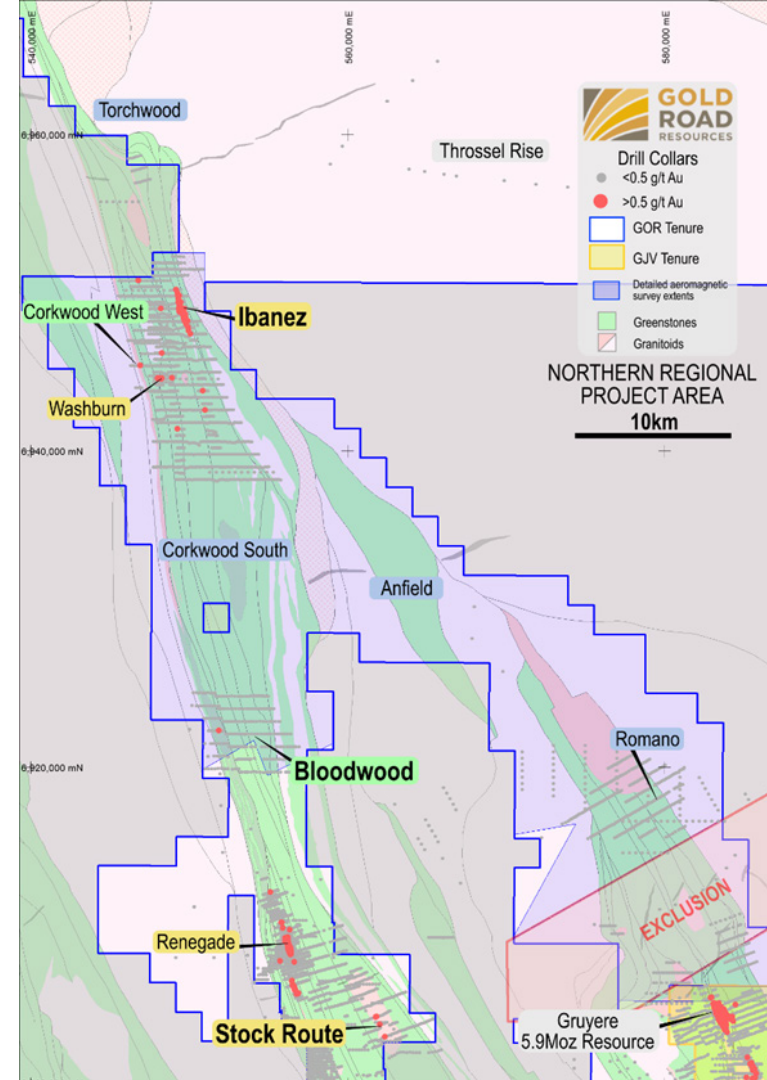 540,000 mE
560,000 mE
580,000 mE
GOLD
ROAD
RESOURCES
Drill Collars
<0.5 g/t Au
>0.5 g/t Au
GOR Tenure
GJV Tenure
Detailed aeromagnetic
survey extents
Greenstones
Granitoids
NORTHERN REGIONAL
PROJECT AREA
10km
Torchwood
6,960,000 mN
Throssel Rise
Corkwood West
Ibanez
Washburn
6,940,000 mN
Corkwood South
Anfield
Romano
6,920,000 mN
Bloodwood
EXCLUSION
Renegade
Stock Route
Gruyere
5.9Moz Resource